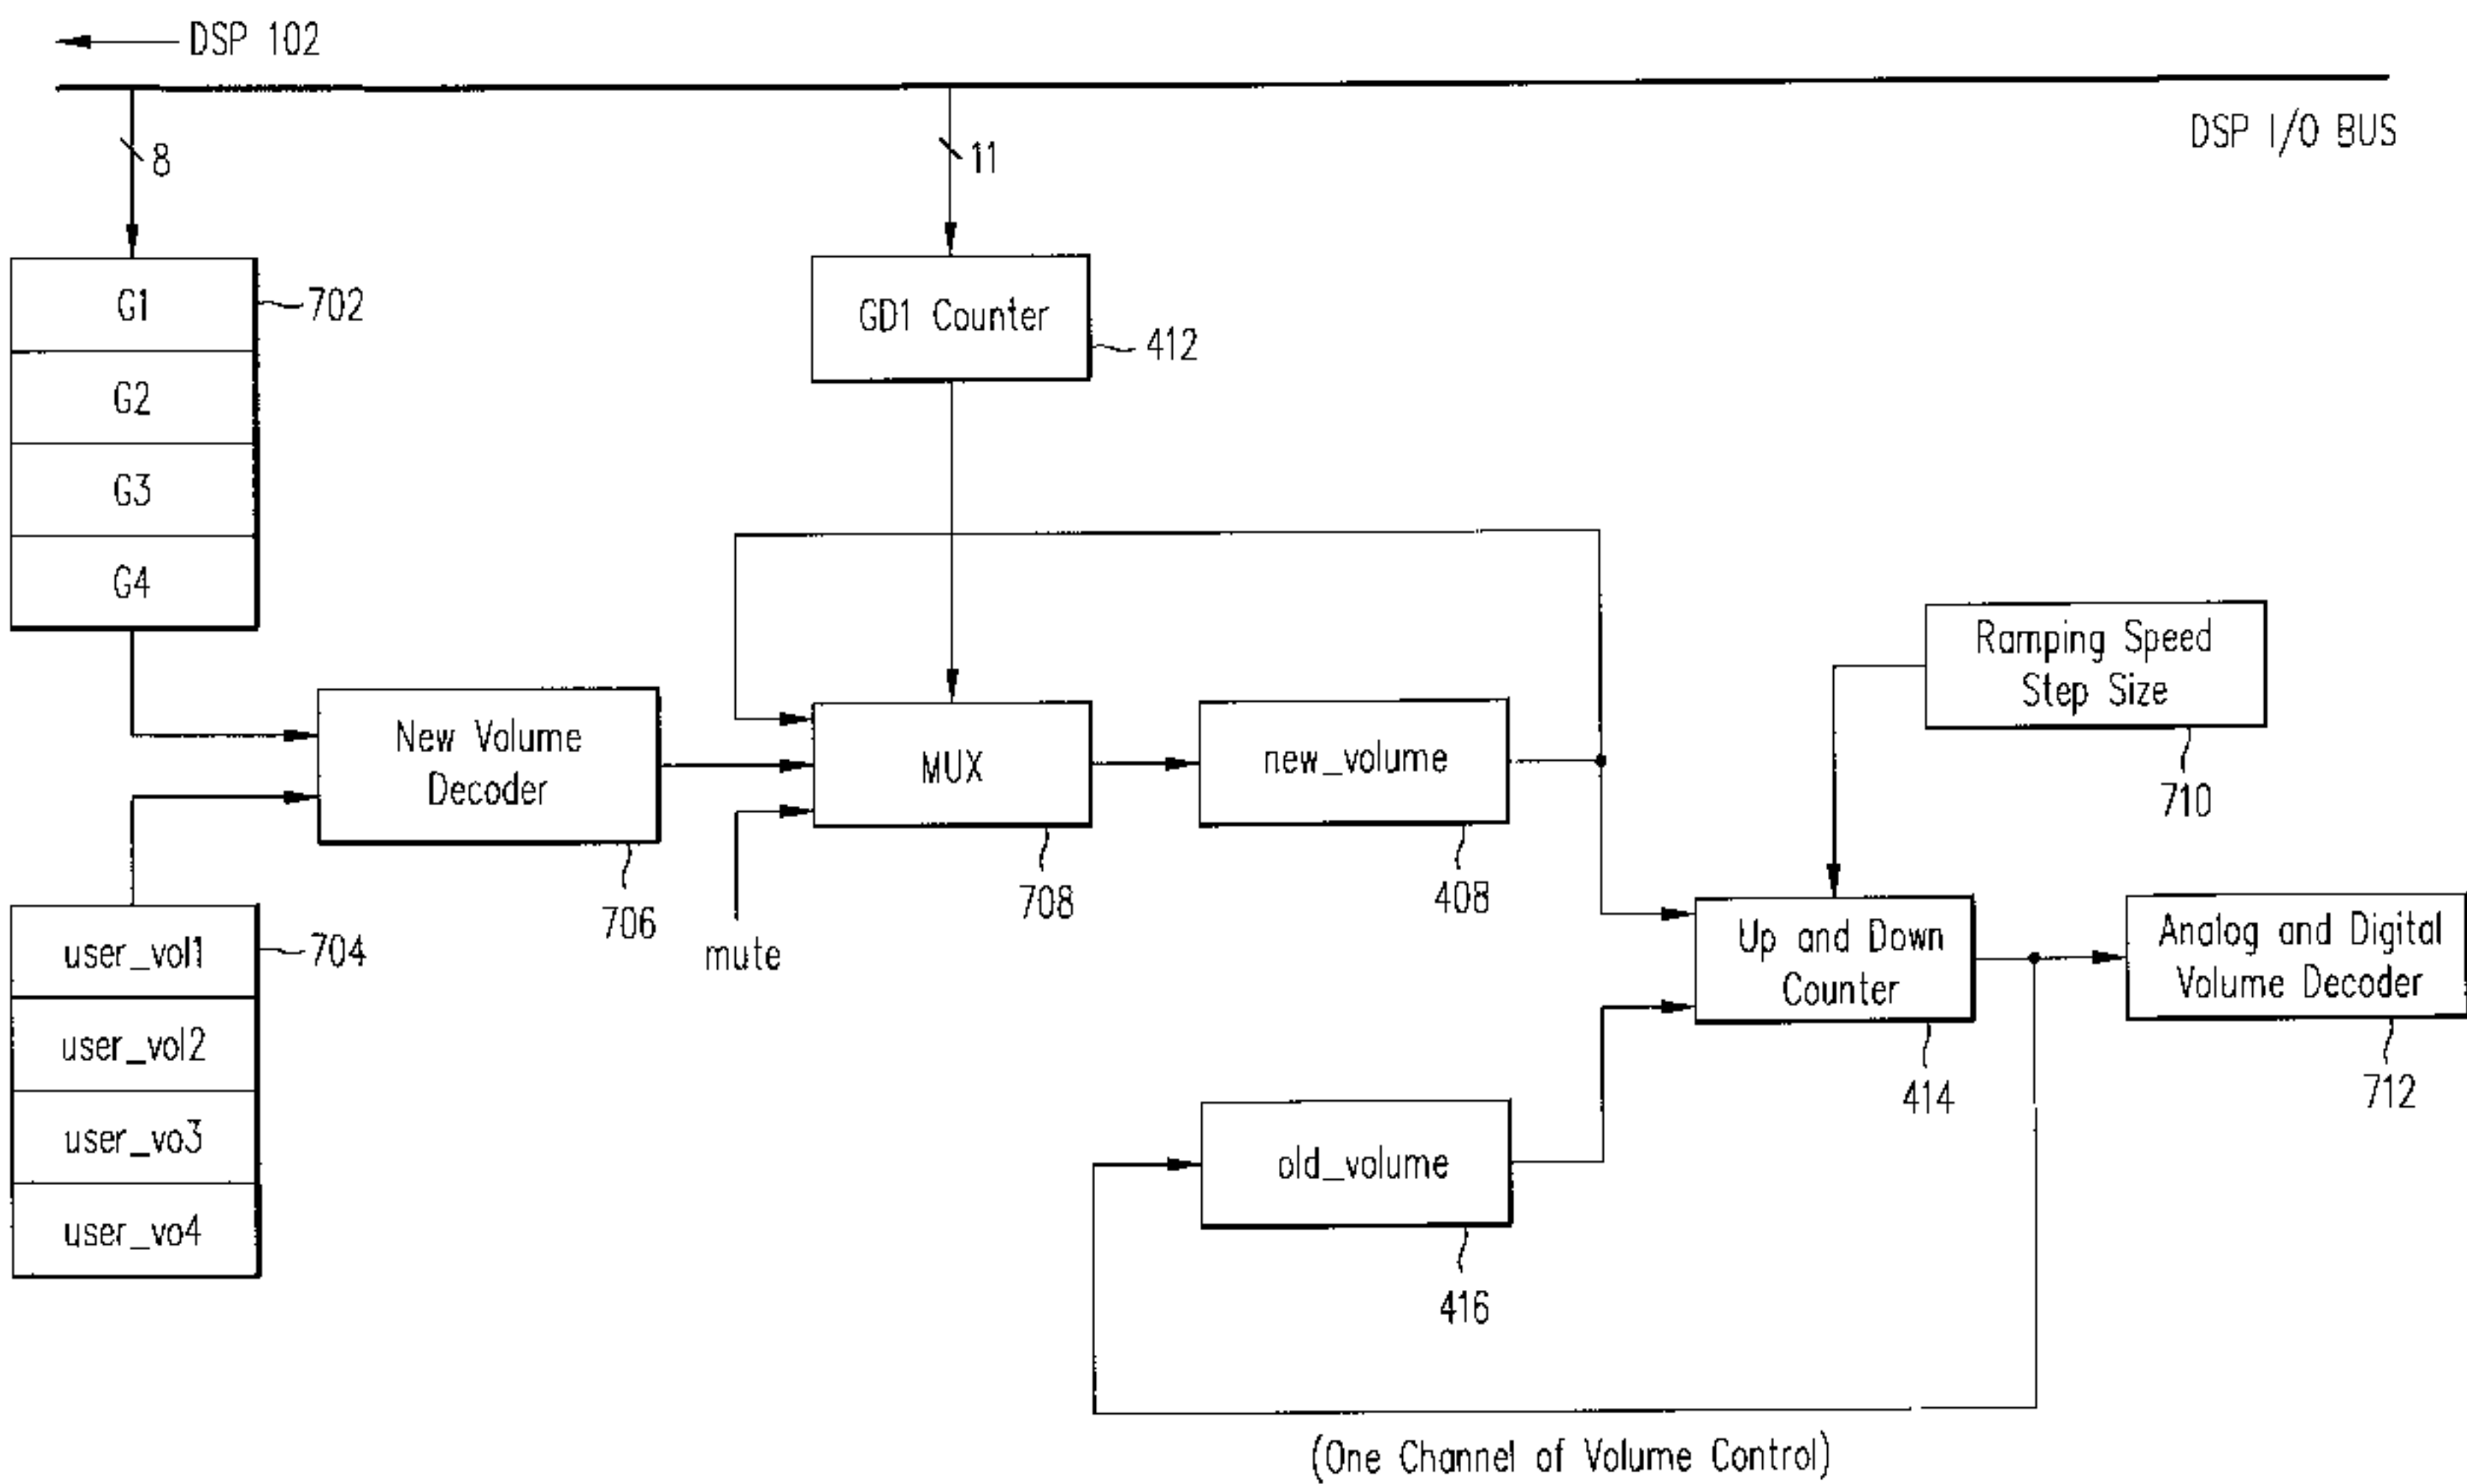 DSP 102
DSP I/O BUS
8
11
G1
702
G2
G3
G4
GD1 Counter
412
Ramping Speed
Step Size
710
New Volume
Decoder
706
MUX
708
new_volume
408
mute
user_vol1
704
user_vol2
user_vo3
user_vo4
Up and Down
Counter
414
Analog and Digital
Volume Decoder
712
old_volume
416
(One Channel of Volume Control)